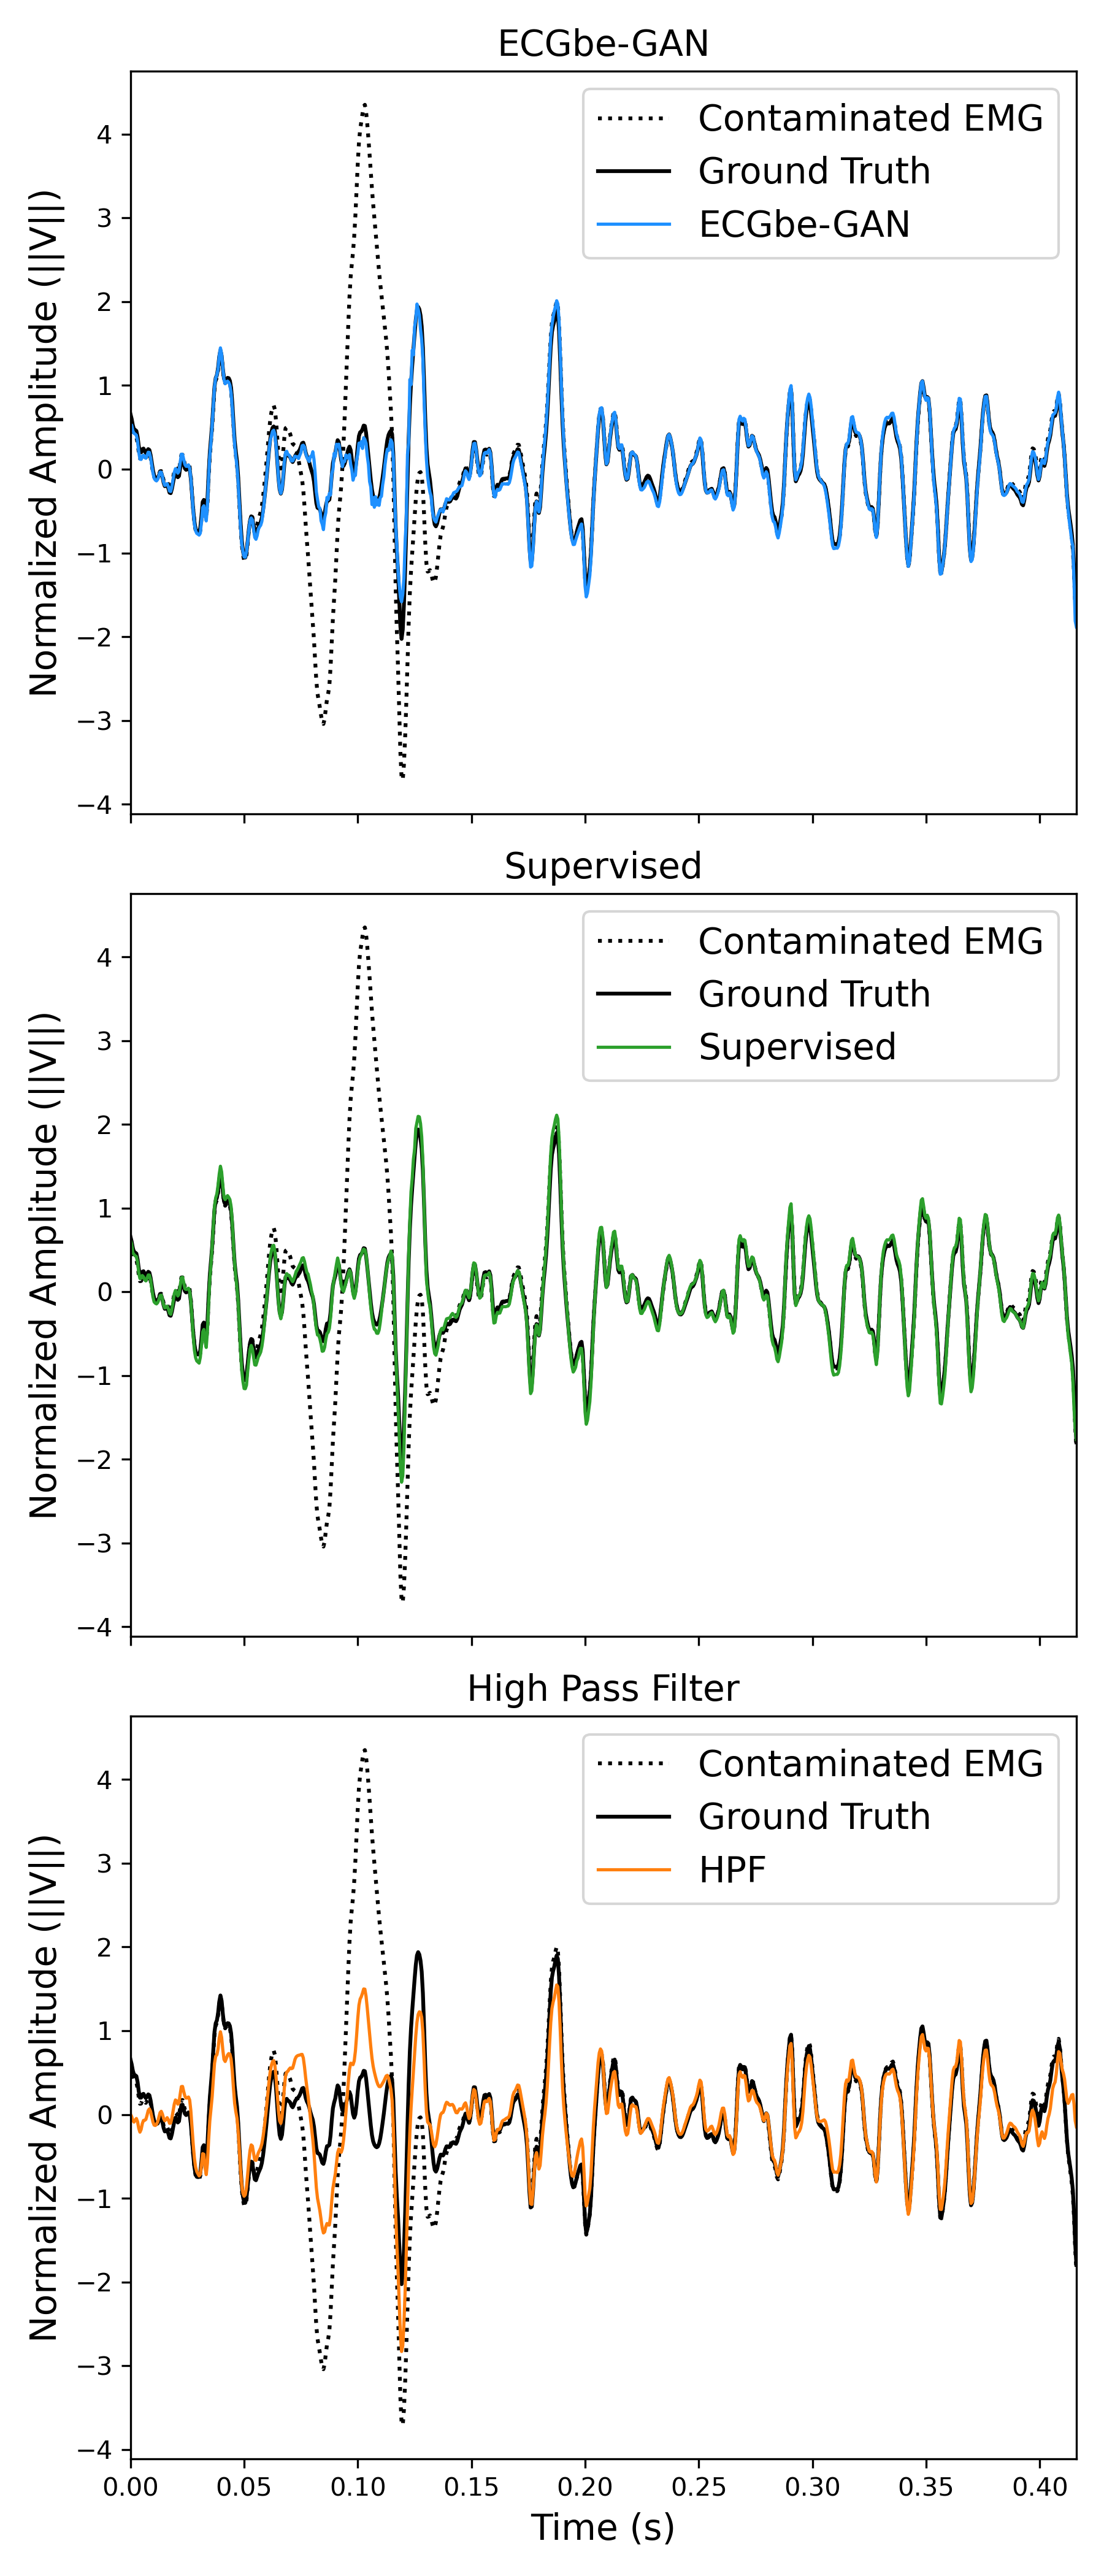 ECGbe-GAN
Normalized Amplitude (||V||)
4
3
2
1
0
−1
−2
−3
−4
Contaminated EMG
Ground Truth
ECGbe-GAN
Supervised
Normalized Amplitude (||V||)
4
3
2
1
0
−1
−2
−3
−4
Contaminated EMG
Ground Truth
Supervised
High Pass Filter
Normalized Amplitude (||V||)
4
3
2
1
0
−1
−2
−3
−4
Contaminated EMG
Ground Truth
HPF
0.00 0.05 0.10 0.15 0.20 0.25 0.30 0.35 0.40
Time (s)